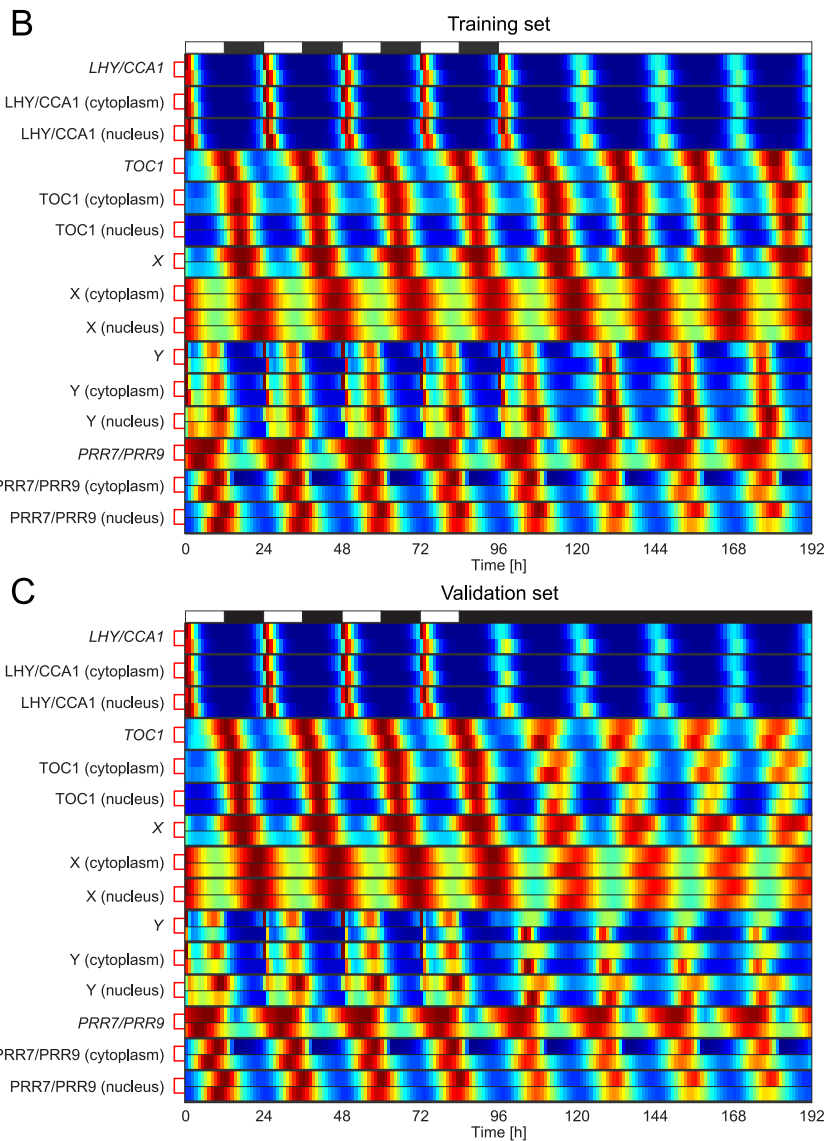 B
Training set
LHY/CCA1
LHY/CCA1 (cytoplasm)
LHY/CCA1 (nucleus)
TOC1
TOC1 (cytoplasm)
TOC1 (nucleus)
X
X (cytoplasm)
X (nucleus)
Y
Y (cytoplasm)
Y (nucleus)
PRR7/PRR9
PRR7/PRR9 (cytoplasm)
PRR7/PRR9 (nucleus)
0 24 48 72 96 120 144 168 192
Time [h]
C
Validation set
LHY/CCA1
LHY/CCA1 (cytoplasm)
LHY/CCA1 (nucleus)
TOC1
TOC1 (cytoplasm)
TOC1 (nucleus)
X
X (cytoplasm)
X (nucleus)
Y
Y (cytoplasm)
Y (nucleus)
PRR7/PRR9
PRR7/PRR9 (cytoplasm)
PRR7/PRR9 (nucleus)
0 24 48 72 96 120 144 168 192
Time [h]